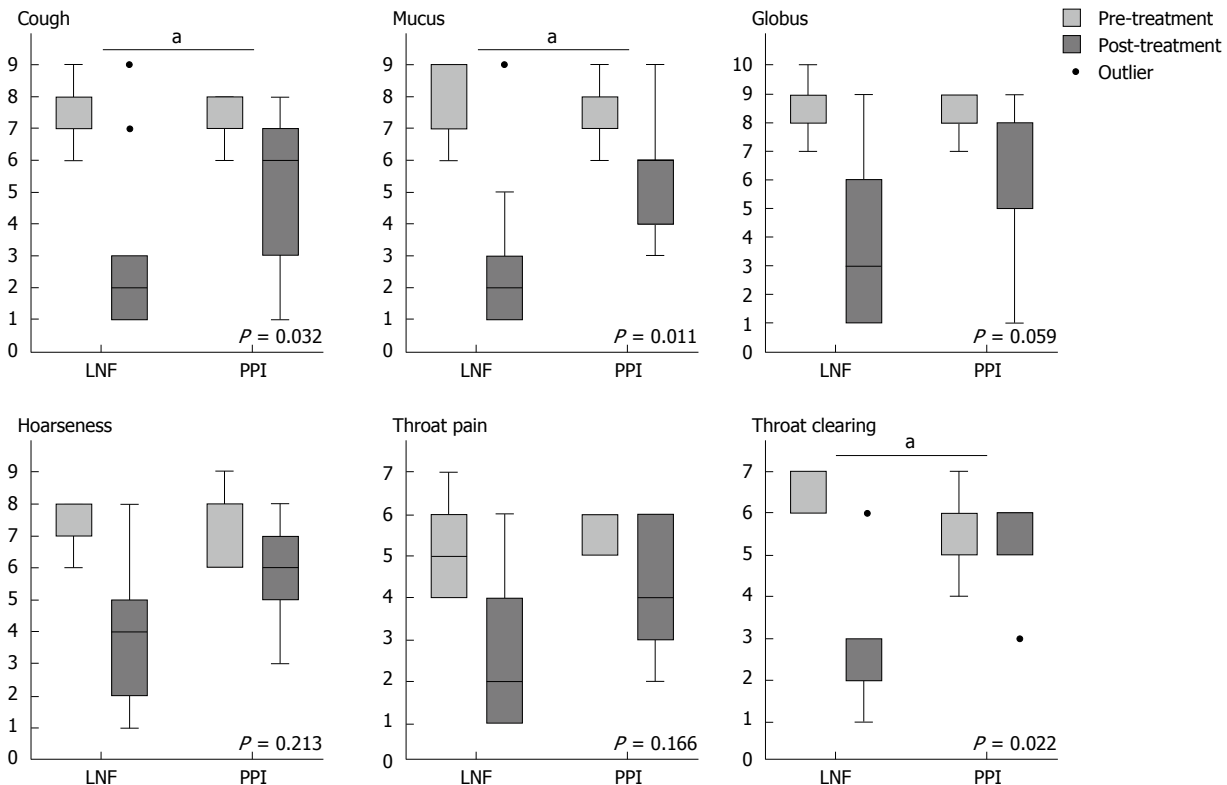 Cough
a
9
8
7
6
5
4
3
2
1
0
P = 0.032
LNF PPI
Mucus
a
9
8
7
6
5
4
3
2
1
0
P = 0.011
LNF PPI
Globus
10
9
8
7
6
5
4
3
2
1
0
P = 0.059
LNF PPI
Pre-treatment
Post-treatment
Outlier
Hoarseness
9
8
7
6
5
4
3
2
1
0
P = 0.213
LNF PPI
Throat pain
7
6
5
4
3
2
1
0
P = 0.166
LNF PPI
Throat clearing
a
7
6
5
4
3
2
1
0
P = 0.022
LNF PPI